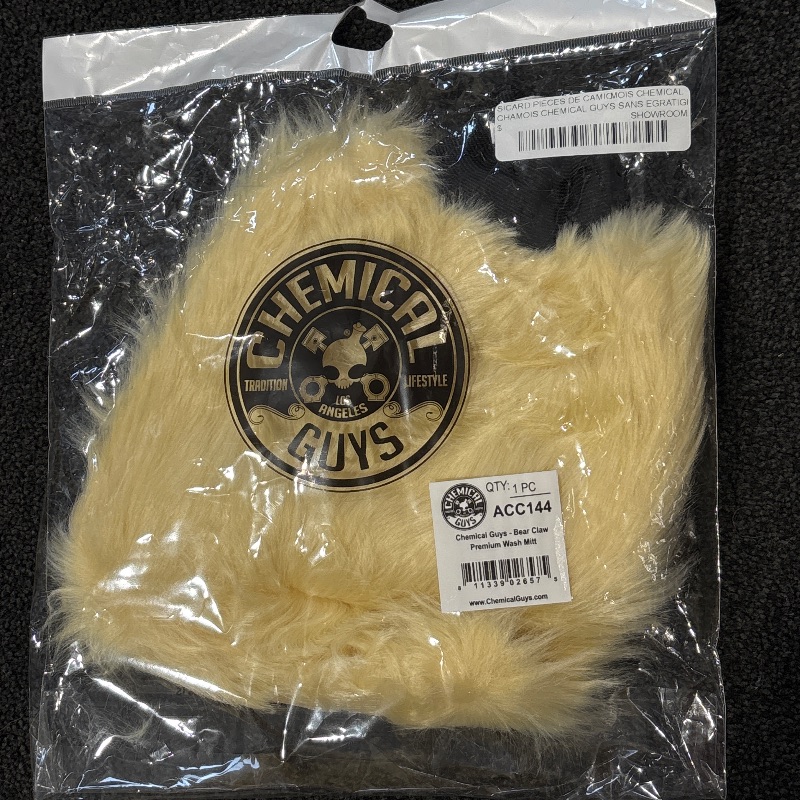 SICARD PIECES DE CAMICMOIS CHEMICAL
CHAMOIS CHEMICAL GUYS SANS EGRATIGI
$ SHOWROOM
CHEMICAL
TRADITION LIFESTYLE
LOS
ANGELES
GUYS
QTY: 1 PC
CHEMICAL
GUYS
ACC144
Chemical Guys - Bear Claw
Premium Wash Mitt
8 11339 02657 5
www.ChemicalGuys.com